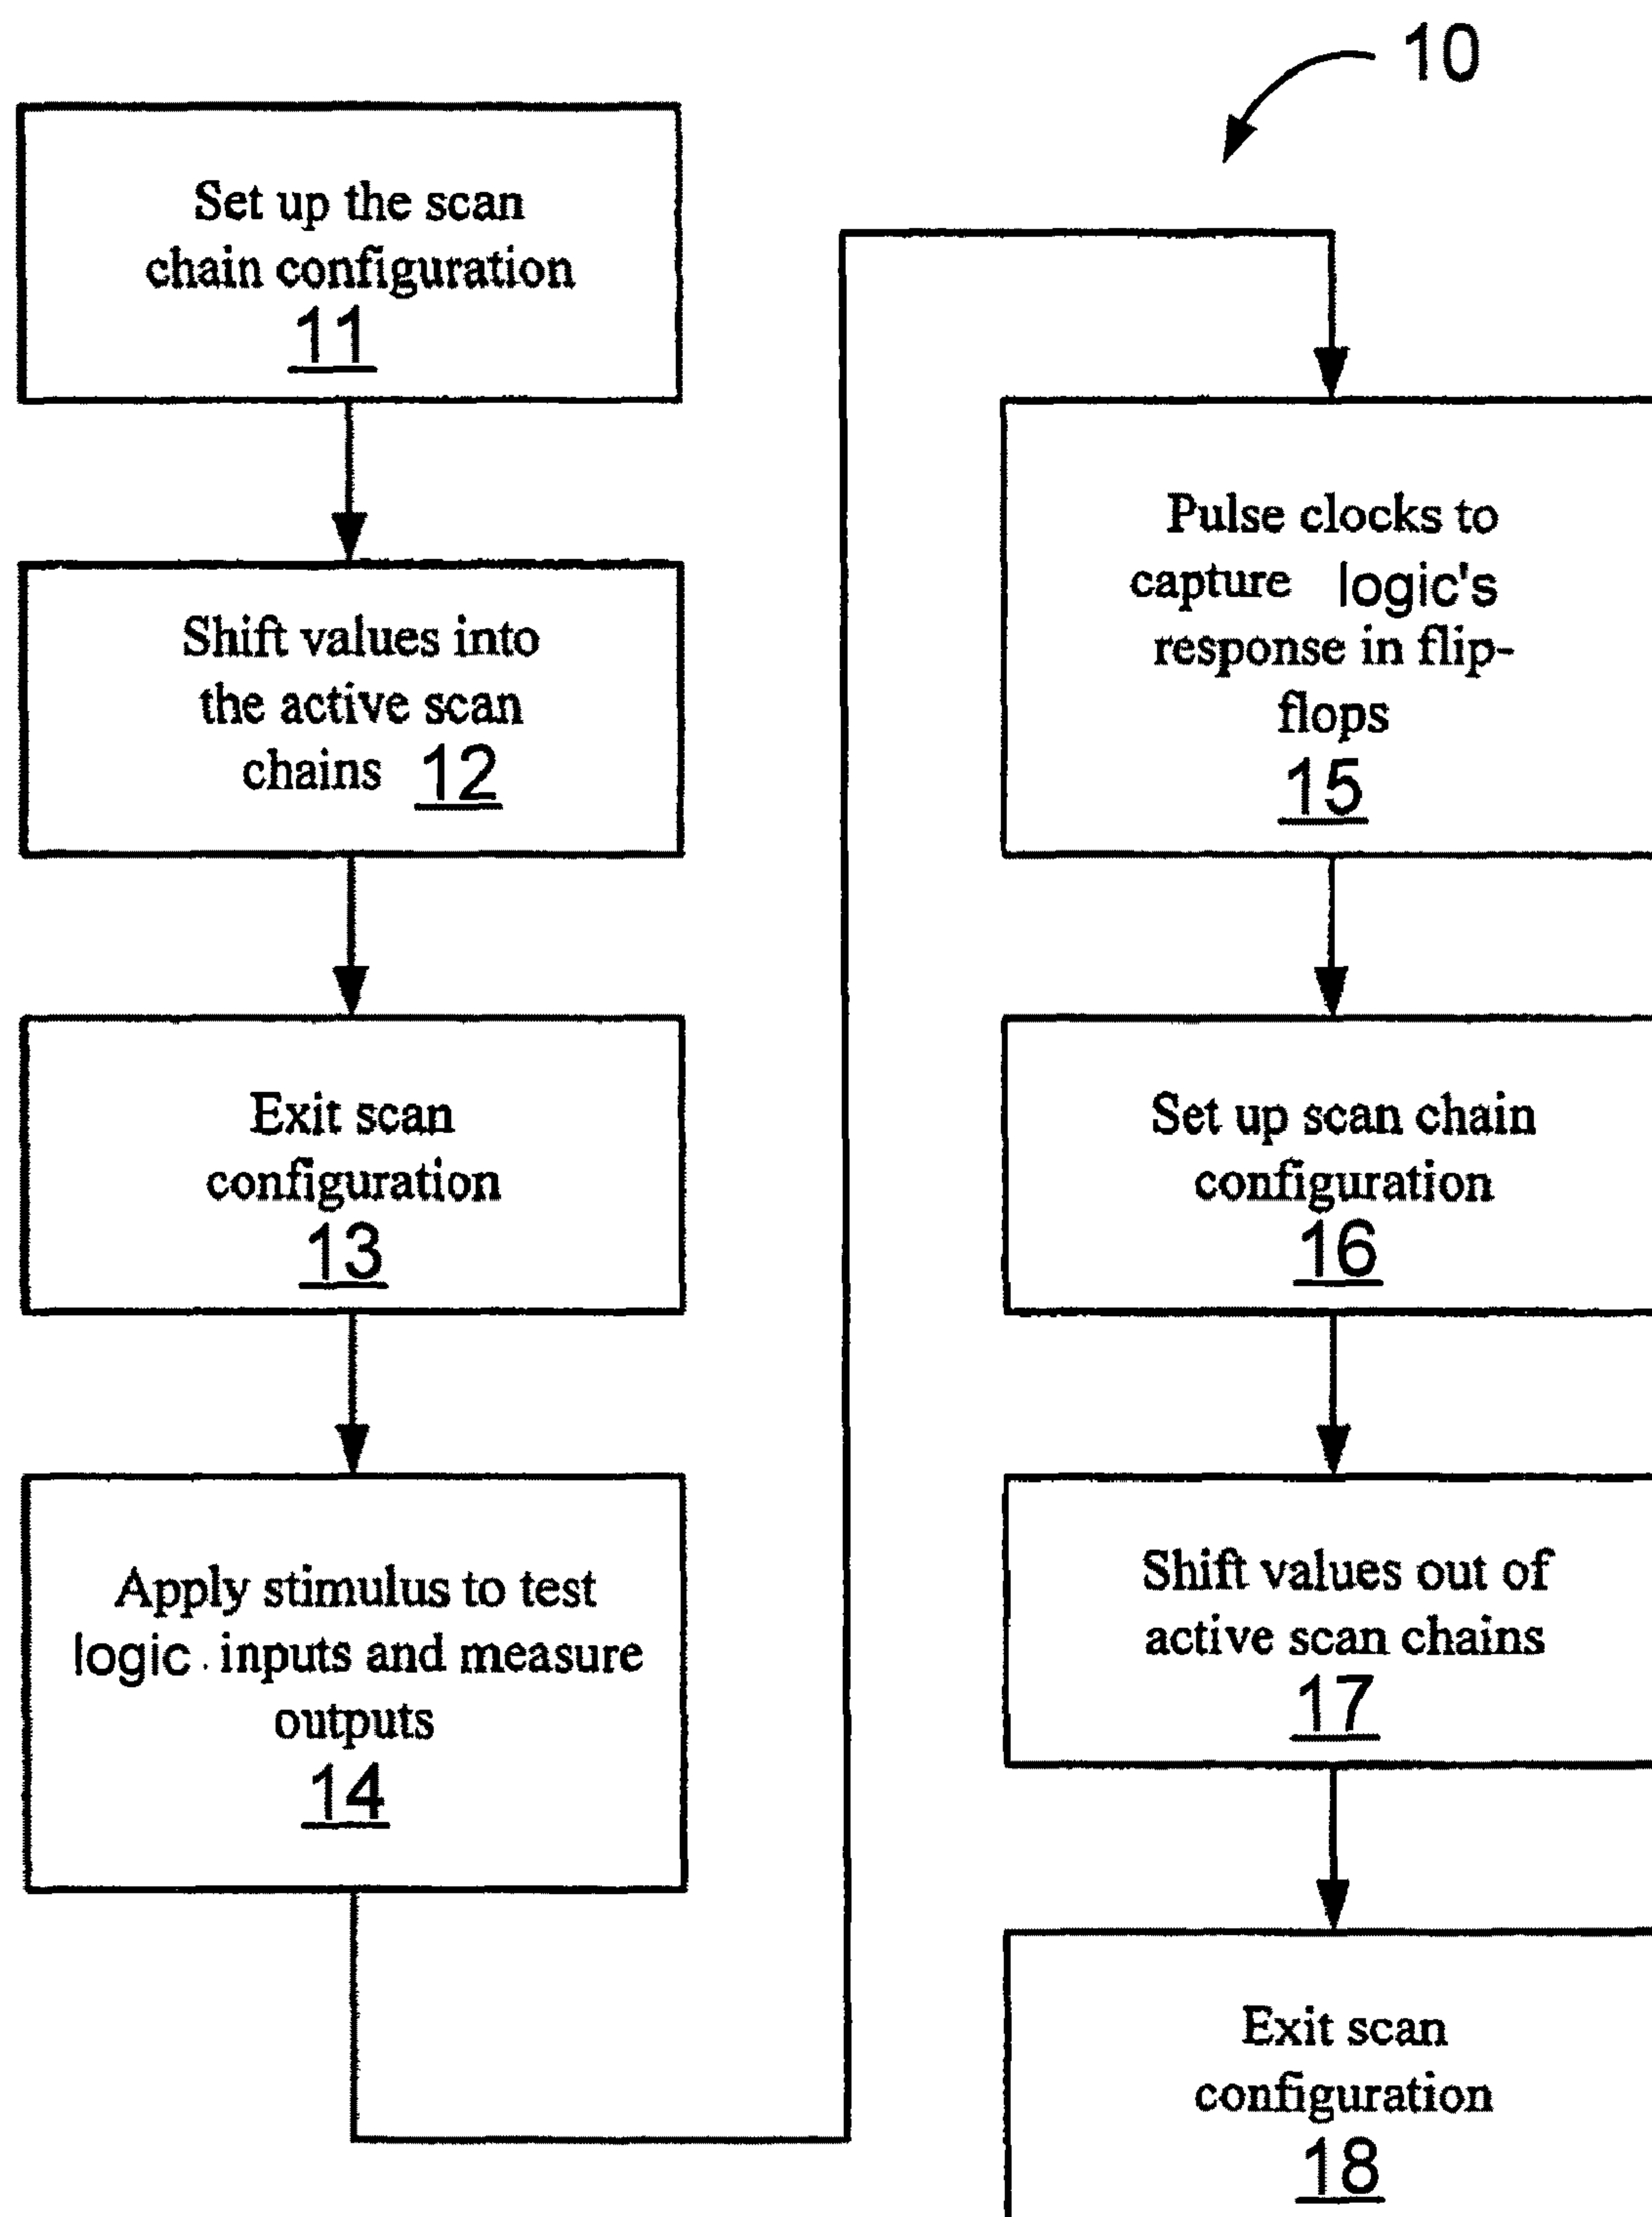 10
Set up the scan
chain configuration
11
Shift values into
the active scan
chains 12
Exit scan
configuration
13
Apply stimulus to test
logic inputs and measure
outputs
14
Pulse clocks to
capture logic's
response in flip-
flops
15
Set up scan chain
configuration
16
Shift values out of
active scan chains
17
Exit scan
configuration
18